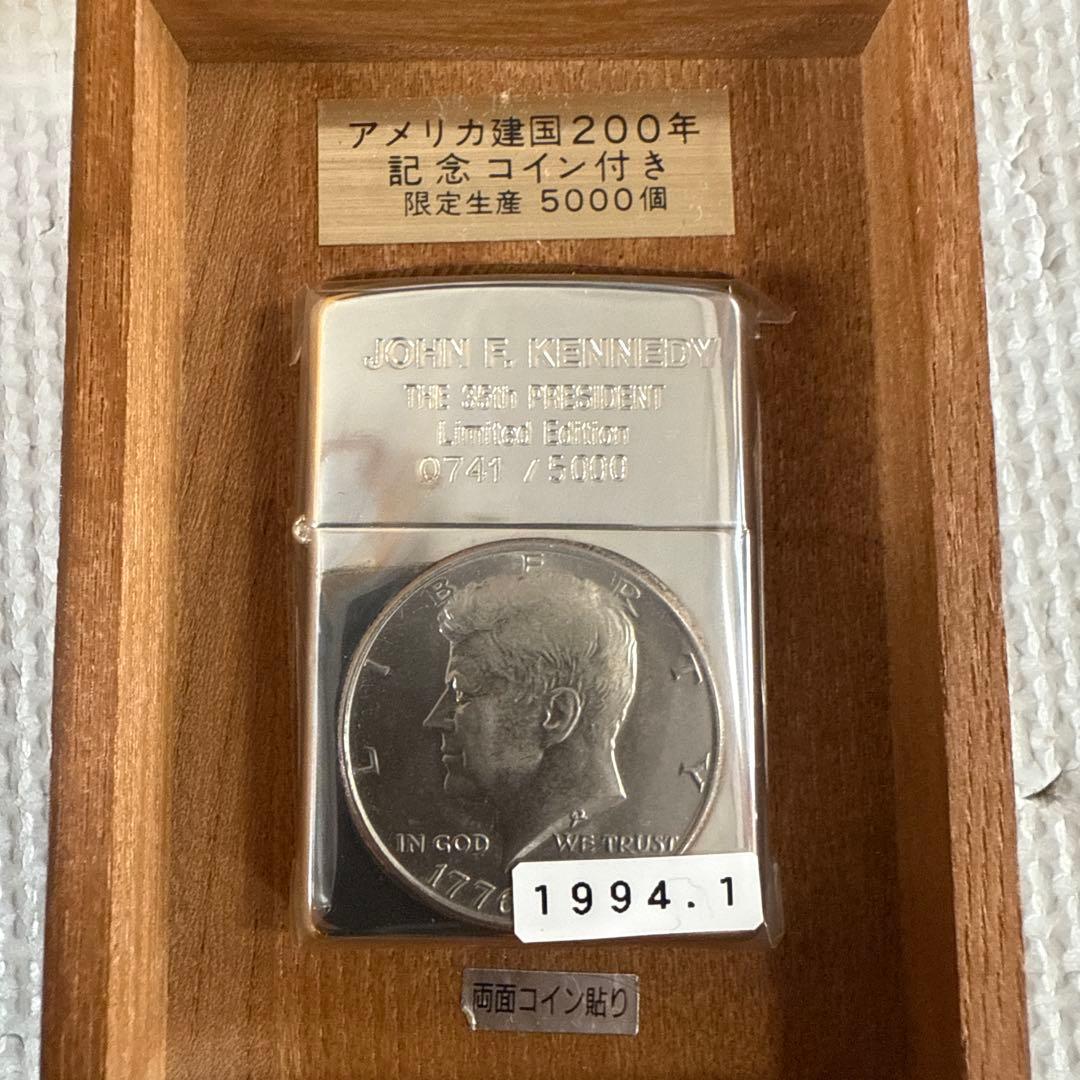 アメリカ建国200年
記念コイン付き
限定生産 5000個
JOHN F. KENNEDY
THE 35th PRESIDENT
Limited Edition
0741 / 5000
LIBERTY
IN GOD WE TRUST
1776
1994.1
両面コイン貼り